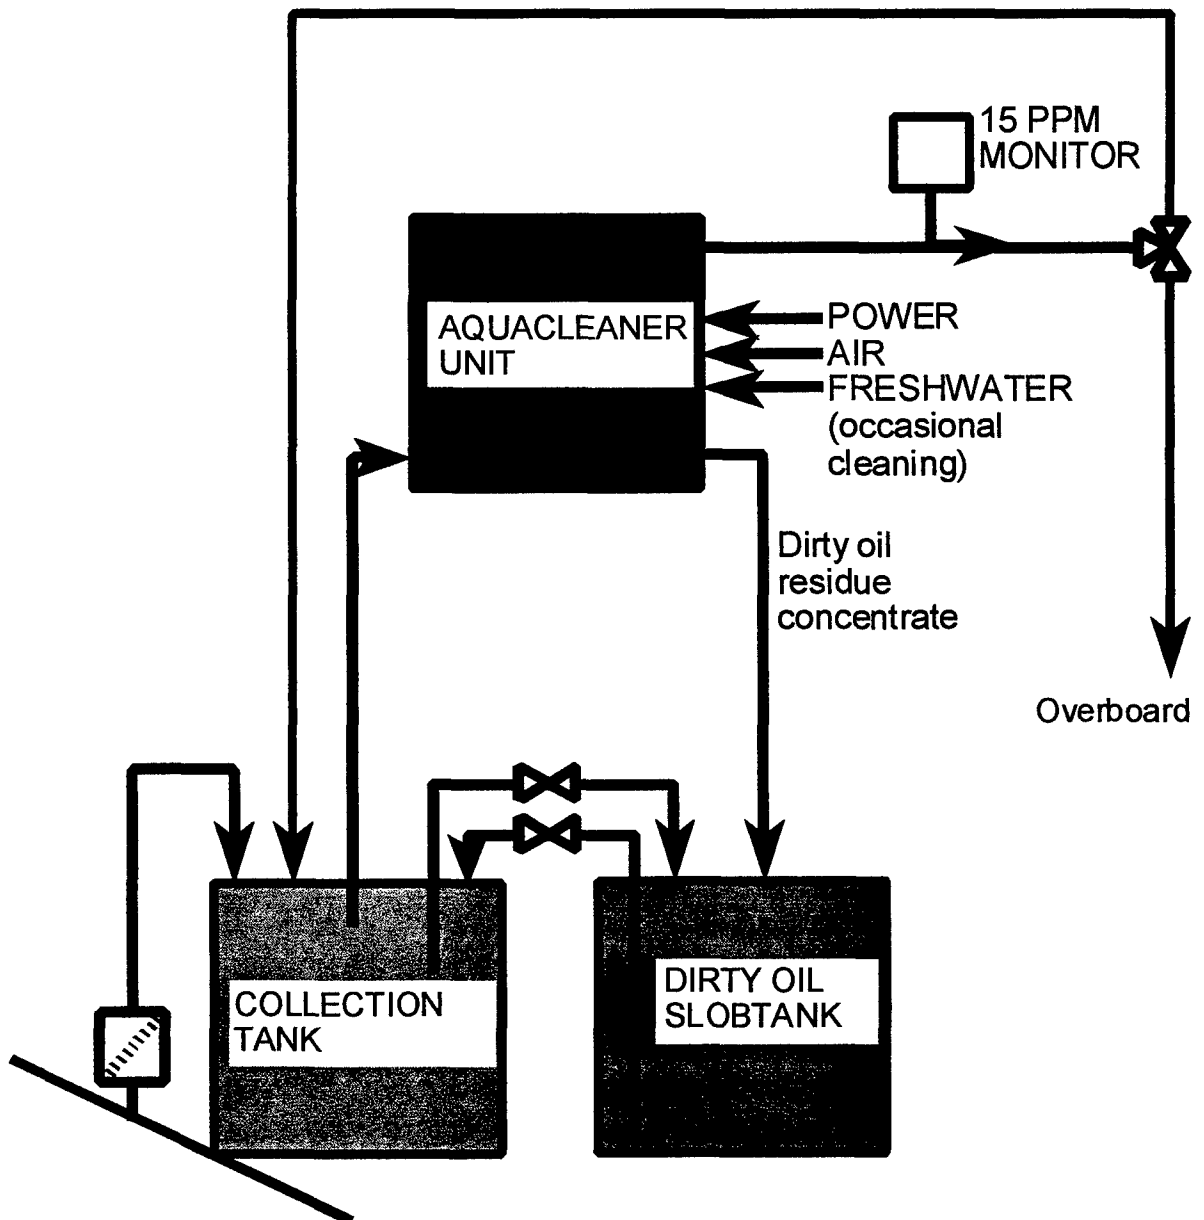 15 PPM
MONITOR
AQUACLEANER
UNIT
POWER
AIR
FRESHWATER
(occasional
cleaning)
Dirty oil
residue
concentrate
Overboard
COLLECTION
TANK
DIRTY OIL
SLOBTANK